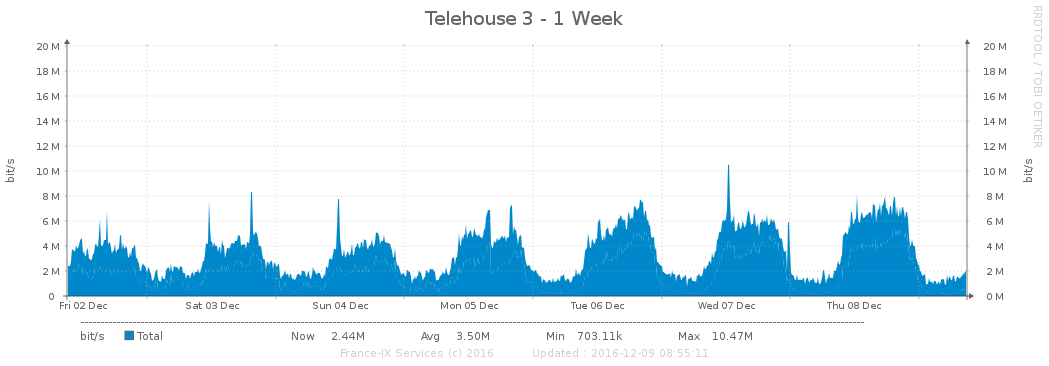 Telehouse 3 - 1 Week
RRDTOOL / TOBI OETIKER
bit/s
20 M 20 M
18 M 18 M
16 M 16 M
14 M 14 M
12 M 12 M
10 M 10 M
8 M 8 M
6 M 6 M
4 M 4 M
2 M 2 M
0 0 M
bit/s
Fri 02 Dec Sat 03 Dec Sun 04 Dec Mon 05 Dec Tue 06 Dec Wed 07 Dec Thu 08 Dec
bit/s Total Now 2.44M Avg 3.50M Min 703.11k Max 10.47M
France-IX Services (c) 2016 Updated : 2016-12-09 08:55:11